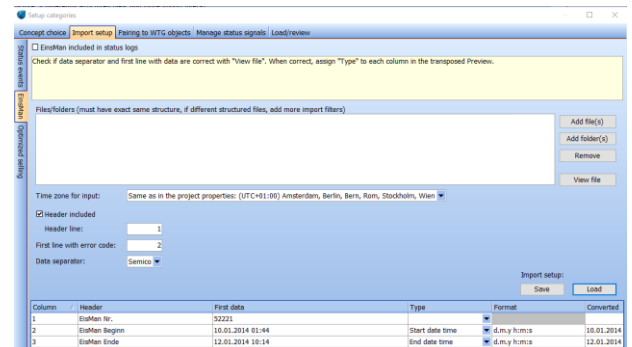 Setup categories
Concept choice Import setup Pairing to WTG objects Manage status signals Load/review
Status events
EinsMan
Optimized selling
EinsMan included in status logs
Check if data separator and first line with data are correct with "View file". When correct, assign "Type" to each column in the transposed Preview.
Files/folders (must have exact same structure, if different structured files, add more import filters)
Add file(s)
Add folder(s)
Remove
View file
Time zone for input: Same as in the project properties: (UTC+01:00) Amsterdam, Berlin, Bern, Rom, Stockholm, Wien
Header included
Header line: 1
First line with error code: 2
Data separator: Semico
Import setup:
Save Load
Column Header First data Type Format Converted
1 EisMan Nr. 52221
2 EisMan Beginn 10.01.2014 01:44 Start date time d.m.y h:m:s 10.01.2014
3 EisMan Ende 12.01.2014 10:14 End date time d.m.y h:m:s 12.01.2014